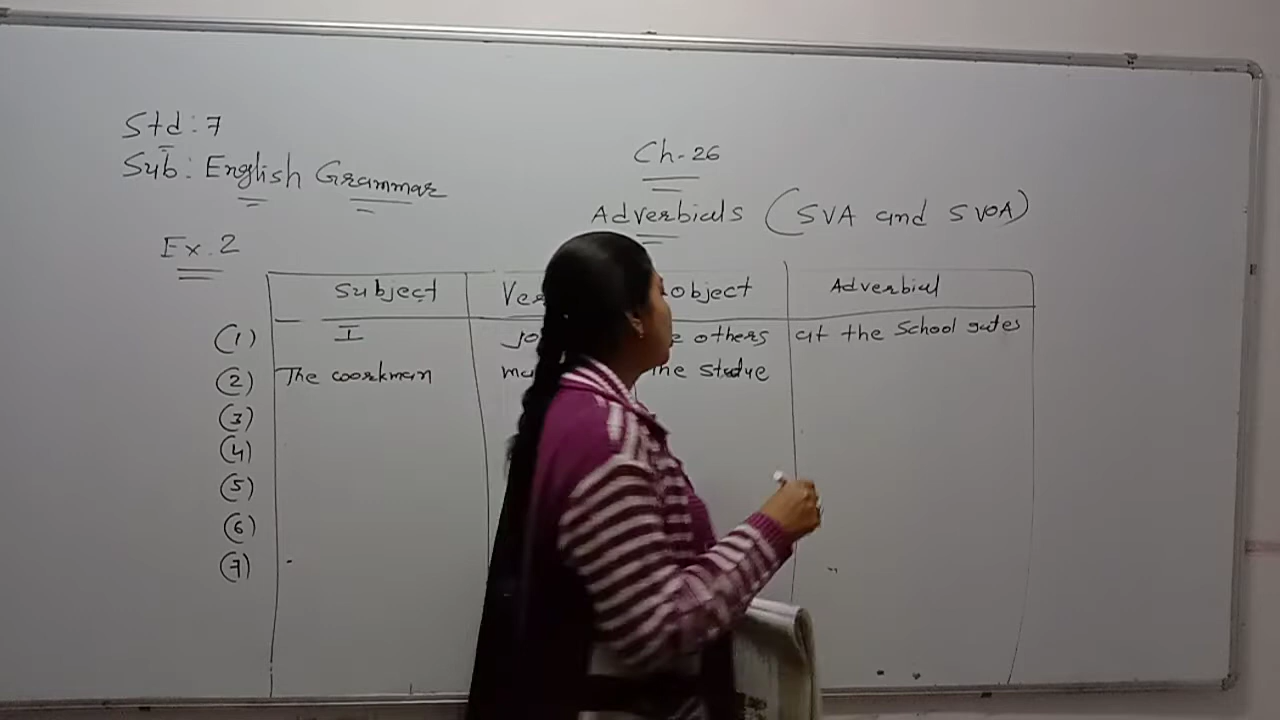 Std: 7
Sub: English Grammar
Ch-26
Adverbials (SVA and SVOA)
Ex. 2
Subject object Adverbial
(1) I others at the School gates
(2) The workman the statue
(3)
(4)
(5)
(6)
(7)